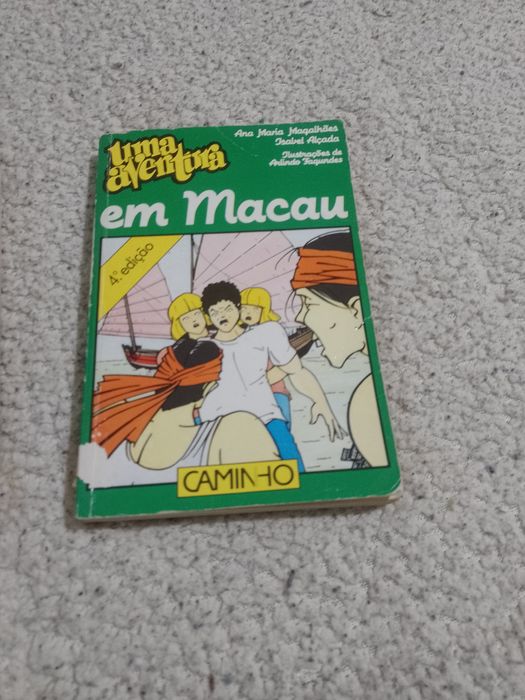 uma
aventura
Ana Maria Magalhães
Isabel Alçada
Ilustrações de
Arlindo Fagundes
em Macau
4ª. edição
CAMINHO